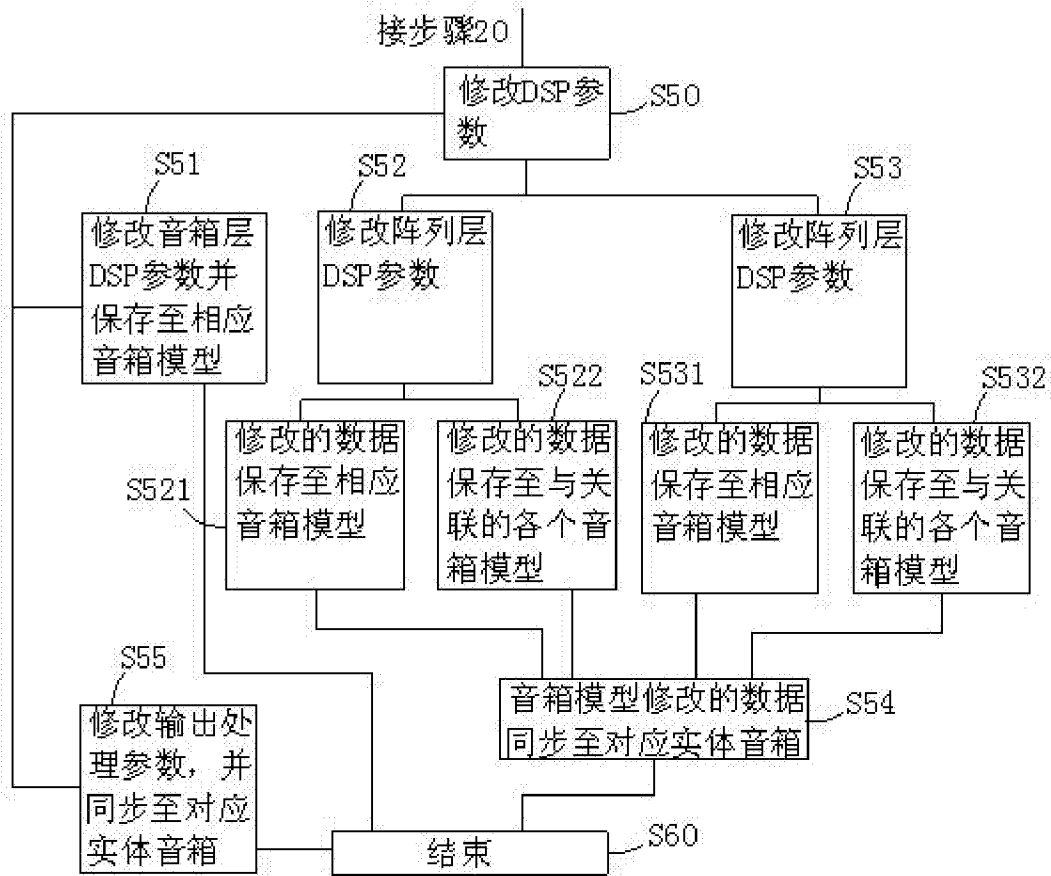 接步骤20
修改DSP参
数
S50
S51
S52
S53
修改音箱层
DSP参数并
保存至相应
音箱模型
修改阵列层
DSP参数
修改阵列层
DSP参数
S521
修改的数据
保存至相应
音箱模型
S522
修改的数据
保存至与关
联的各个音
箱模型
S531
修改的数据
保存至相应
音箱模型
S532
修改的数据
保存至与关
联的各个音
箱模型
S55
修改输出处
理参数，并
同步至对应
实体音箱
音箱模型修改的数据
同步至对应实体音箱
S54
结束
S60